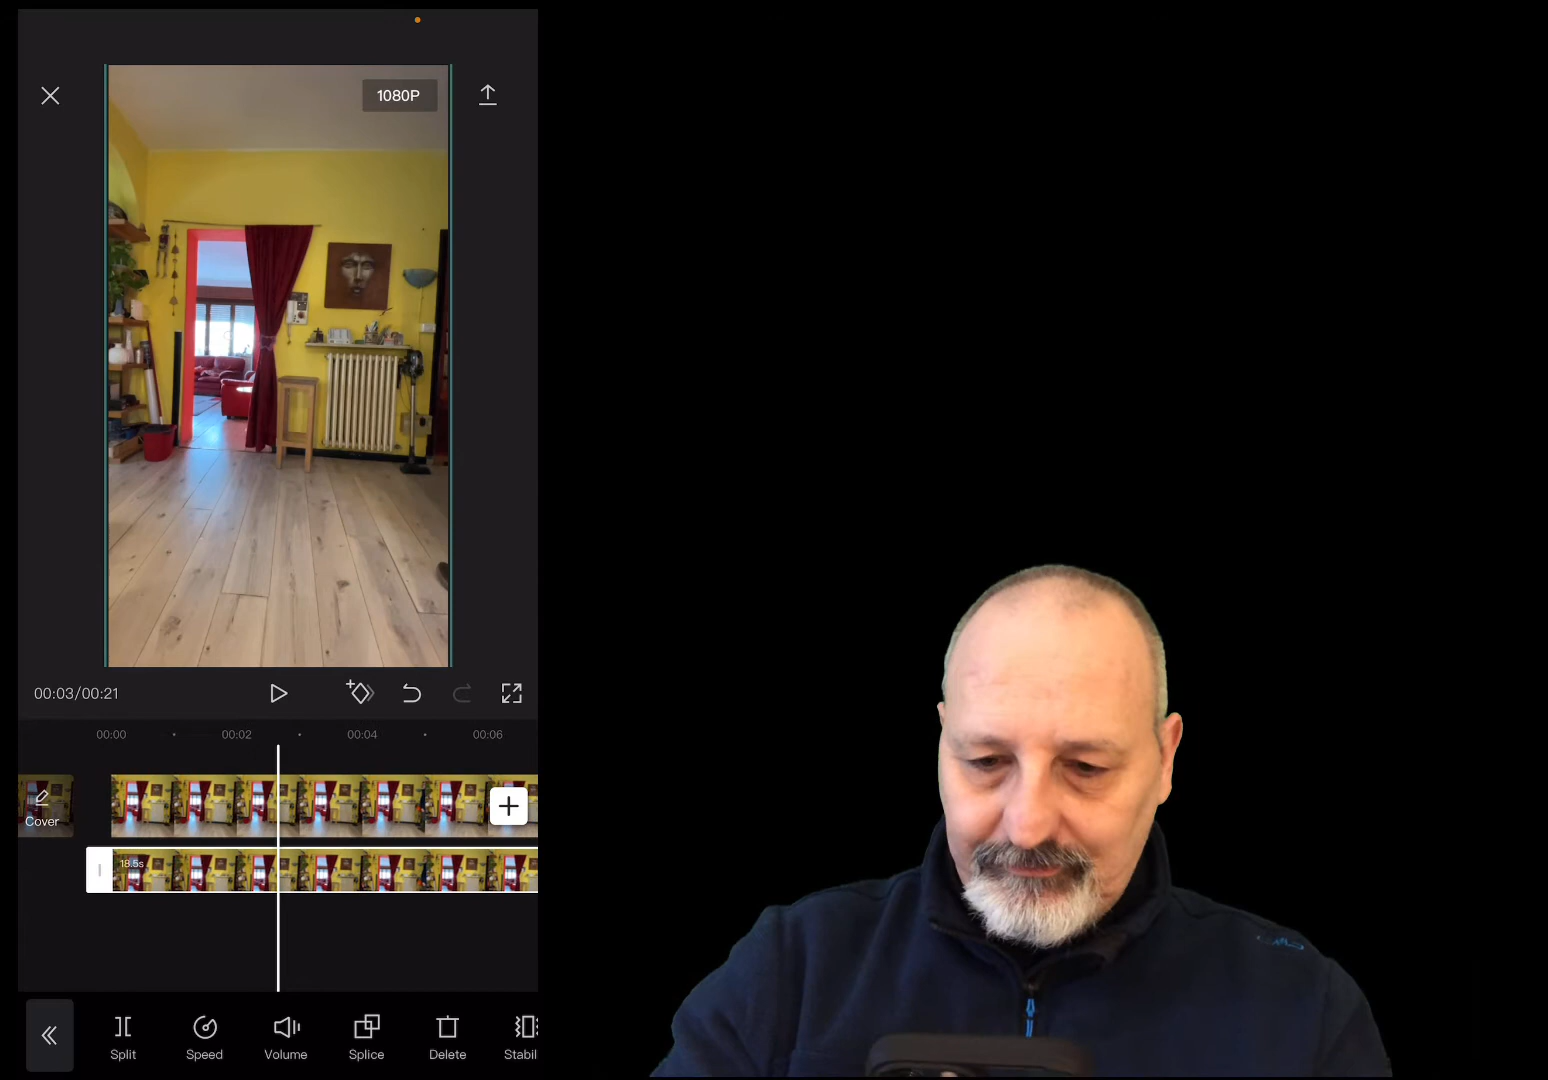 1080P
00:03/00:21
00:00 00:02 00:04 00:06
Cover
18.5s
Split Speed Volume Splice Delete Stabil